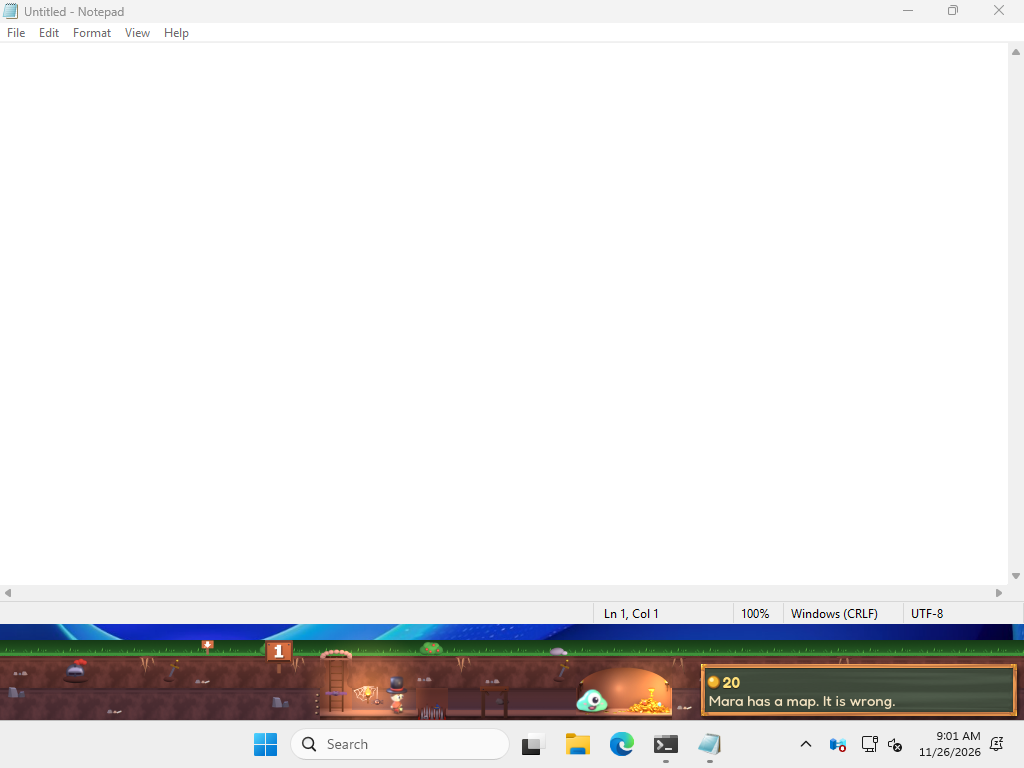 Untitled - Notepad
File Edit Format View Help
Ln 1, Col 1 100% Windows (CRLF) UTF-8
1
20
Mara has a map. It is wrong.
Search
9:01 AM
11/26/2026